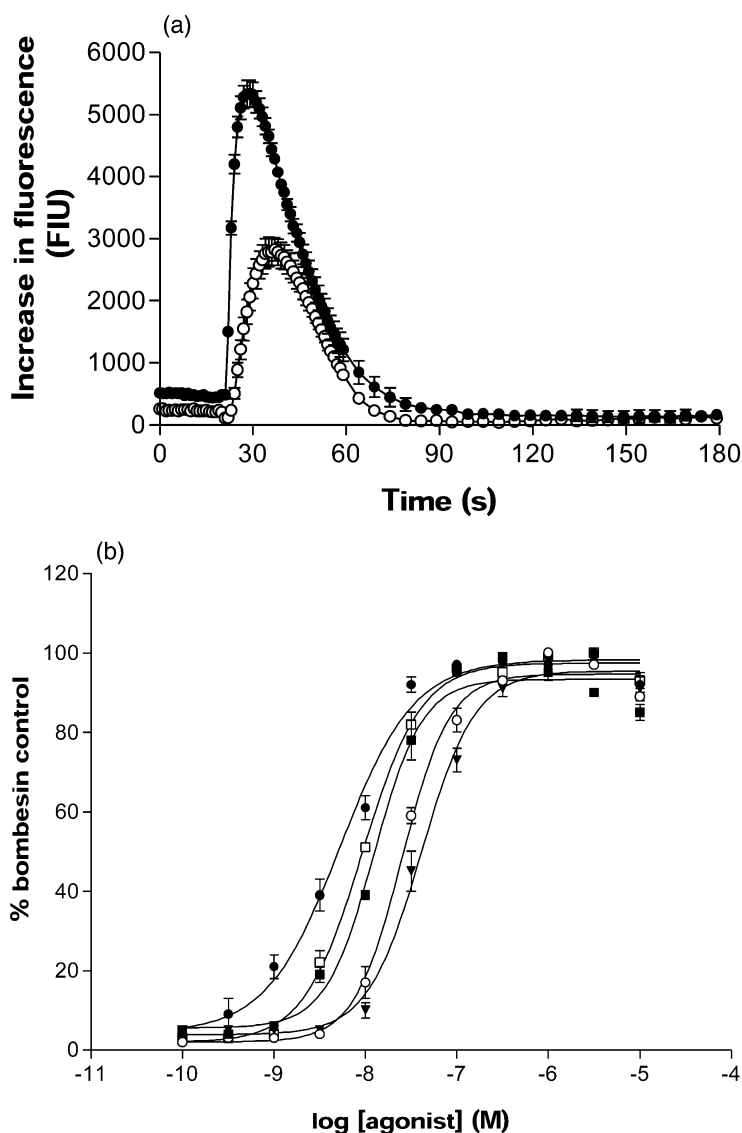 (a)
6000
5000
4000
3000
2000
1000
0
Increase in fluorescence
(FIU)
0 30 60 90 120 150 180
Time (s)
(b)
120
100
80
60
40
20
0
% bombesin control
-11 -10 -9 -8 -7 -6 -5 -4
log [agonist] (M)